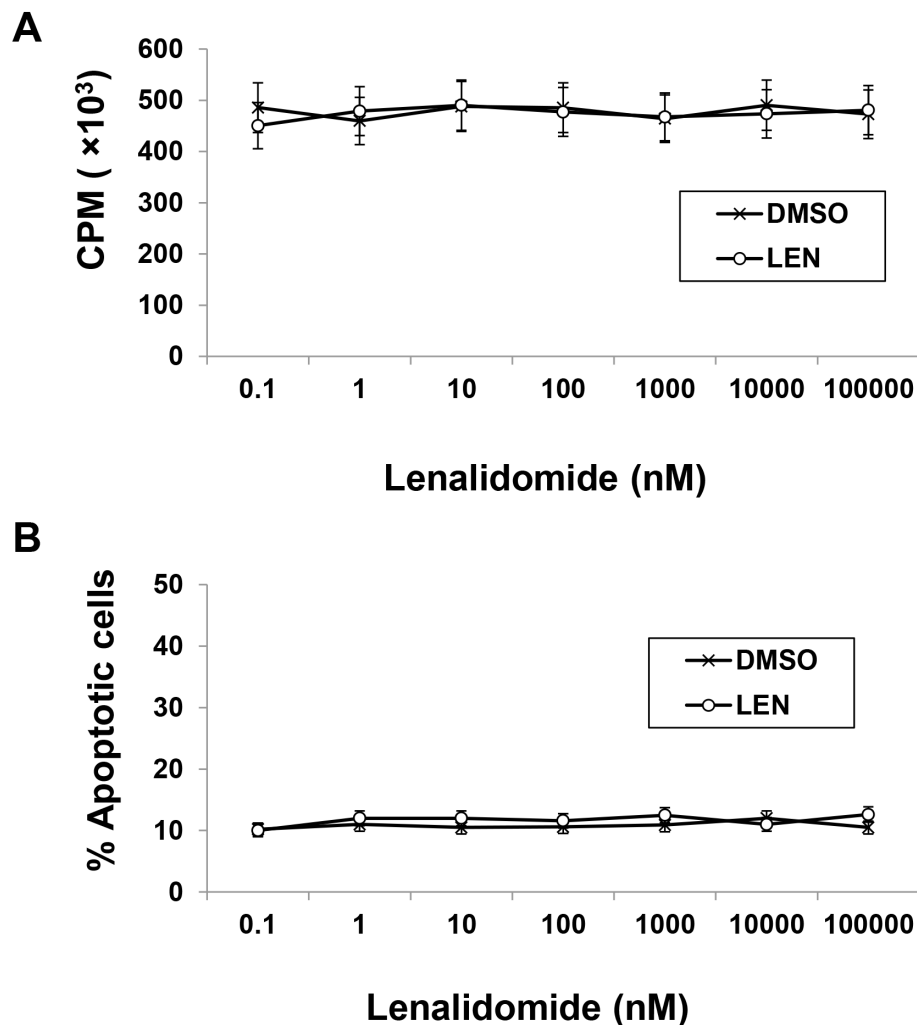 A
CPM ( ×10³)
600
500
400
300
200
100
0
DMSO
LEN
0.1 1 10 100 1000 10000 100000
Lenalidomide (nM)
B
% Apoptotic cells
50
40
30
20
10
0
DMSO
LEN
0.1 1 10 100 1000 10000 100000
Lenalidomide (nM)